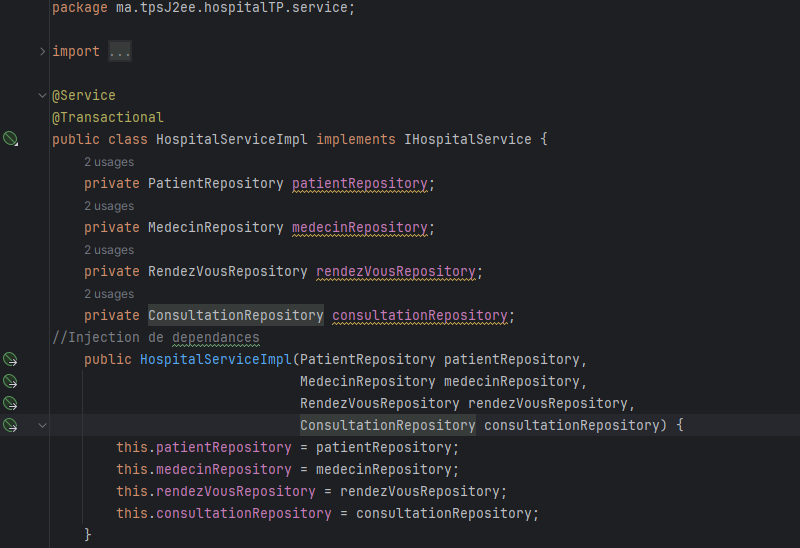 package ma.tpsJ2ee.hospitalTP.service;
import ...
@Service
@Transactional
public class HospitalServiceImpl implements IHospitalService {
2 usages
private PatientRepository patientRepository;
2 usages
private MedecinRepository medecinRepository;
2 usages
private RendezVousRepository rendezVousRepository;
2 usages
private ConsultationRepository consultationRepository;
//Injection de dependances
public HospitalServiceImpl(PatientRepository patientRepository,
MedecinRepository medecinRepository,
RendezVousRepository rendezVousRepository,
ConsultationRepository consultationRepository) {
this.patientRepository = patientRepository;
this.medecinRepository = medecinRepository;
this.rendezVousRepository = rendezVousRepository;
this.consultationRepository = consultationRepository;
}